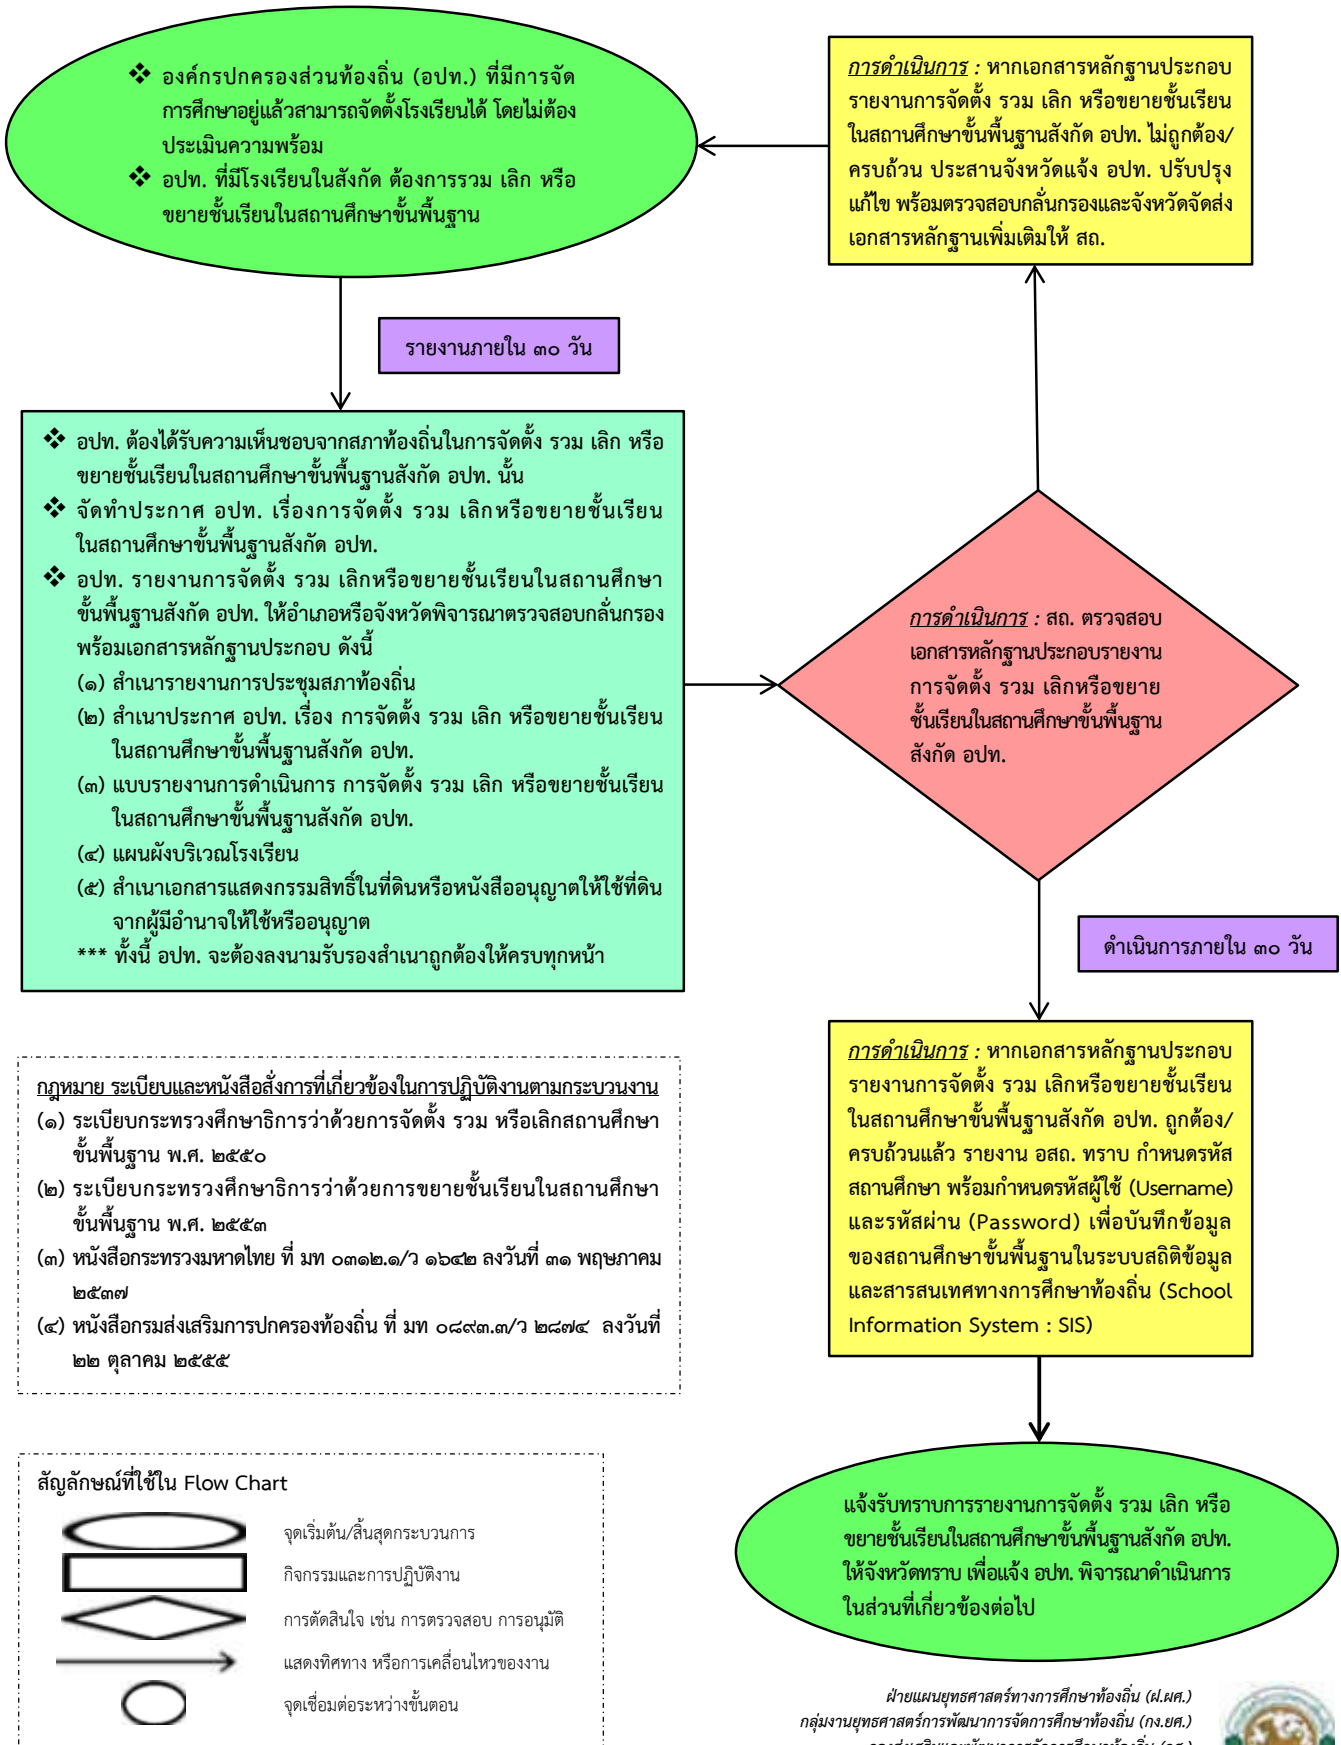 ❖ องค์กรปกครองส่วนท้องถิ่น (อปท.) ที่มีการจัด
การศึกษาอยู่แล้วสามารถจัดตั้งโรงเรียนได้ โดยไม่ต้อง
ประเมินความพร้อม
❖ อปท. ที่มีโรงเรียนในสังกัด ต้องการรวม เลิก หรือ
ขยายชั้นเรียนในสถานศึกษาขั้นพื้นฐาน
การดำเนินการ : หากเอกสารหลักฐานประกอบ
รายงานการจัดตั้ง รวม เลิก หรือขยายชั้นเรียน
ในสถานศึกษาขั้นพื้นฐานสังกัด อปท. ไม่ถูกต้อง/
ครบถ้วน ประสานจังหวัดแจ้ง อปท. ปรับปรุง
แก้ไข พร้อมตรวจสอบกลั่นกรองและจังหวัดจัดส่ง
เอกสารหลักฐานเพิ่มเติมให้ สถ.
รายงานภายใน ๓๐ วัน
❖ อปท. ต้องได้รับความเห็นชอบจากสภาท้องถิ่นในการจัดตั้ง รวม เลิก หรือ
ขยายชั้นเรียนในสถานศึกษาขั้นพื้นฐานสังกัด อปท. นั้น
❖ จัดทำประกาศ อปท. เรื่องการจัดตั้ง รวม เลิกหรือขยายชั้นเรียน
ในสถานศึกษาขั้นพื้นฐานสังกัด อปท.
❖ อปท. รายงานการจัดตั้ง รวม เลิกหรือขยายชั้นเรียนในสถานศึกษา
ขั้นพื้นฐานสังกัด อปท. ให้อำเภอหรือจังหวัดพิจารณาตรวจสอบกลั่นกรอง
พร้อมเอกสารหลักฐานประกอบ ดังนี้
(๑) สำเนารายงานการประชุมสภาท้องถิ่น
(๒) สำเนาประกาศ อปท. เรื่อง การจัดตั้ง รวม เลิก หรือขยายชั้นเรียน
ในสถานศึกษาขั้นพื้นฐานสังกัด อปท.
(๓) แบบรายงานการดำเนินการ การจัดตั้ง รวม เลิก หรือขยายชั้นเรียน
ในสถานศึกษาขั้นพื้นฐานสังกัด อปท.
(๔) แผนผังบริเวณโรงเรียน
(๕) สำเนาเอกสารแสดงกรรมสิทธิ์ในที่ดินหรือหนังสืออนุญาตให้ใช้ที่ดิน
จากผู้มีอำนาจให้ใช้หรืออนุญาต
*** ทั้งนี้ อปท. จะต้องลงนามรับรองสำเนาถูกต้องให้ครบทุกหน้า
การดำเนินการ : สถ. ตรวจสอบ
เอกสารหลักฐานประกอบรายงาน
การจัดตั้ง รวม เลิกหรือขยาย
ชั้นเรียนในสถานศึกษาขั้นพื้นฐาน
สังกัด อปท.
ดำเนินการภายใน ๓๐ วัน
การดำเนินการ : หากเอกสารหลักฐานประกอบ
รายงานการจัดตั้ง รวม เลิกหรือขยายชั้นเรียน
ในสถานศึกษาขั้นพื้นฐานสังกัด อปท. ถูกต้อง/
ครบถ้วนแล้ว รายงาน อสถ. ทราบ กำหนดรหัส
สถานศึกษา พร้อมกำหนดรหัสผู้ใช้ (Username)
และรหัสผ่าน (Password) เพื่อบันทึกข้อมูล
ของสถานศึกษาขั้นพื้นฐานในระบบสถิติข้อมูล
และสารสนเทศทางการศึกษาท้องถิ่น (School
Information System : SIS)
กฎหมาย ระเบียบและหนังสือสั่งการที่เกี่ยวข้องในการปฏิบัติงานตามกระบวนงาน
(๑) ระเบียบกระทรวงศึกษาธิการว่าด้วยการจัดตั้ง รวม หรือเลิกสถานศึกษา
ขั้นพื้นฐาน พ.ศ. ๒๕๕๐
(๒) ระเบียบกระทรวงศึกษาธิการว่าด้วยการขยายชั้นเรียนในสถานศึกษา
ขั้นพื้นฐาน พ.ศ. ๒๕๕๓
(๓) หนังสือกระทรวงมหาดไทย ที่ มท ๐๓๑๒.๑/ว ๑๖๔๒ ลงวันที่ ๓๑ พฤษภาคม
๒๕๓๗
(๔) หนังสือกรมส่งเสริมการปกครองท้องถิ่น ที่ มท ๐๘๙๓.๓/ว ๒๘๗๔ ลงวันที่
๒๒ ตุลาคม ๒๕๕๕
สัญลักษณ์ที่ใช้ใน Flow Chart
จุดเริ่มต้น/สิ้นสุดกระบวนการ
กิจกรรมและการปฏิบัติงาน
การตัดสินใจ เช่น การตรวจสอบ การอนุมัติ
แสดงทิศทาง หรือการเคลื่อนไหวของงาน
จุดเชื่อมต่อระหว่างขั้นตอน
แจ้งรับทราบการรายงานการจัดตั้ง รวม เลิก หรือ
ขยายชั้นเรียนในสถานศึกษาขั้นพื้นฐานสังกัด อปท.
ให้จังหวัดทราบ เพื่อแจ้ง อปท. พิจารณาดำเนินการ
ในส่วนที่เกี่ยวข้องต่อไป
ฝ่ายแผนยุทธศาสตร์ทางการศึกษาท้องถิ่น (ฝ.ผศ.)
กลุ่มงานยุทธศาสตร์การพัฒนาการจัดการศึกษาท้องถิ่น (กง.ยศ.)